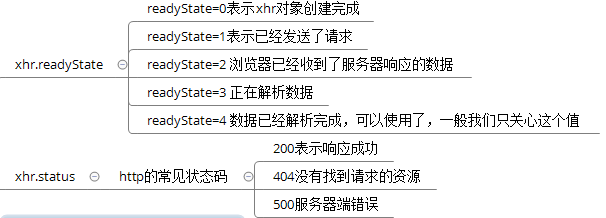 readyState=0表示xhr对象创建完成
readyState=1表示已经发送了请求
xhr.readyState
readyState=2 浏览器已经收到了服务器响应的数据
readyState=3 正在解析数据
readyState=4 数据已经解析完成，可以使用了，一般我们只关心这个值
200表示响应成功
xhr.status
http的常见状态码
404没有找到请求的资源
500服务器端错误